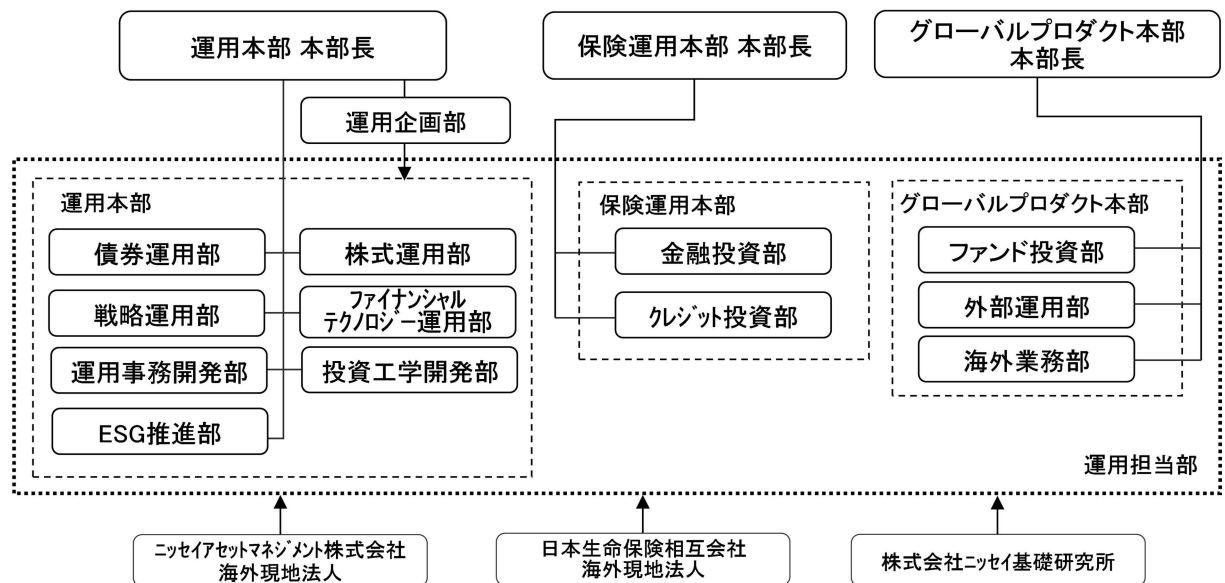 運用本部 本部長
保険運用本部 本部長
グローバルプロダクト本部
本部長
運用企画部
運用本部
債券運用部
株式運用部
戦略運用部
ファイナンシャル
テクノロジー運用部
運用事務開発部
投資工学開発部
ESG推進部
保険運用本部
金融投資部
クレジット投資部
グローバルプロダクト本部
ファンド投資部
外部運用部
海外業務部
運用担当部
ニッセイアセットマネジメント株式会社
海外現地法人
日本生命保険相互会社
海外現地法人
株式会社ニッセイ基礎研究所